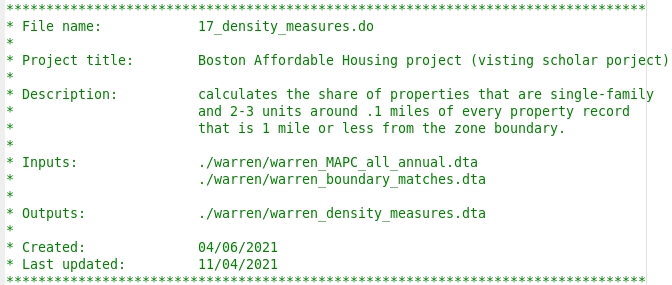 ********************************************************************************
* File name:		17_density_measures.do
*
* Project title:	Boston Affordable Housing project (visting scholar porject)
*
* Description:		calculates the share of properties that are single-family
*			and 2-3 units around .1 miles of every property record
*			that is 1 mile or less from the zone boundary.
*
* Inputs:		./warren/warren_MAPC_all_annual.dta
*			./warren/warren_boundary_matches.dta
*
* Outputs:		./warren/warren_density_measures.dta
*
* Created:		04/06/2021
* Last updated:		11/04/2021
********************************************************************************